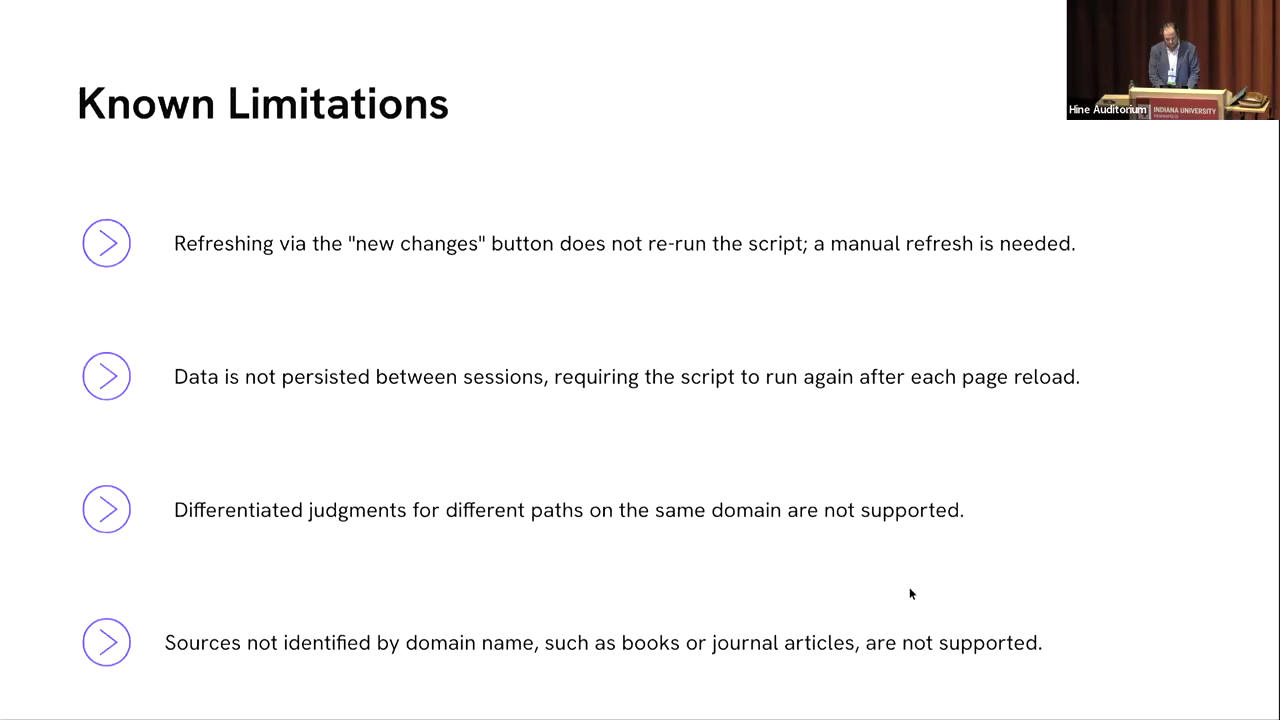 Known Limitations
Hine Auditorium
INDIANA UNIVERSITY
Refreshing via the "new changes" button does not re-run the script; a manual refresh is needed.
Data is not persisted between sessions, requiring the script to run again after each page reload.
Differentiated judgments for different paths on the same domain are not supported.
Sources not identified by domain name, such as books or journal articles, are not supported.